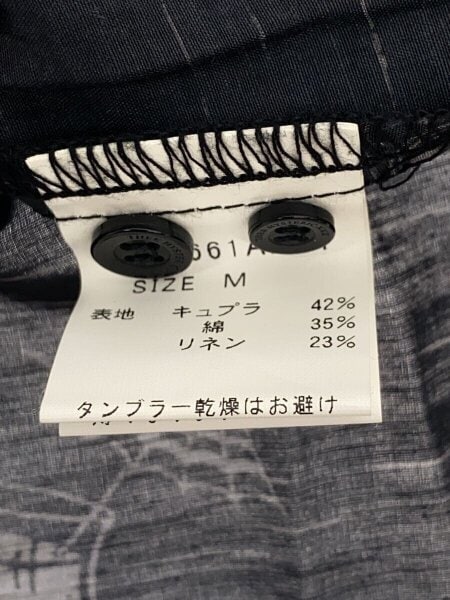 661A
SIZE M
表地 キュプラ 42%
綿 35%
リネン 23%
タンブラー乾燥はお避け